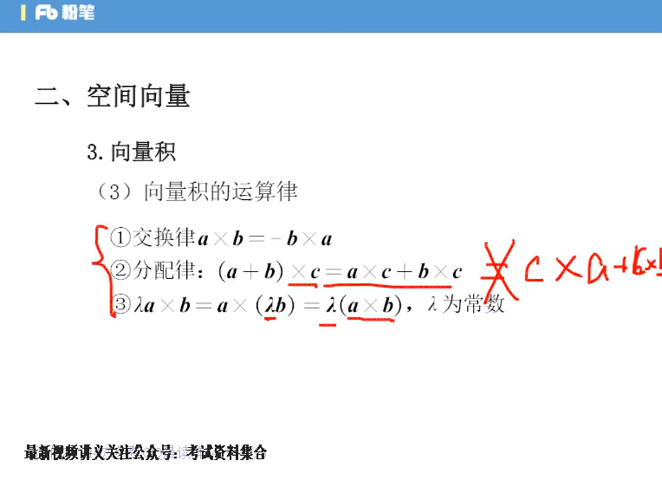 粉笔
二、空间向量
3.向量积
（3）向量积的运算律
①交换律a×b=-b×a
②分配律：(a+b)×c=a×c+b×c ≠ c×a+b×
③λa×b=a×(λb)=λ(a×b)，λ为常数
最新视频讲义关注公众号：考试资料集合